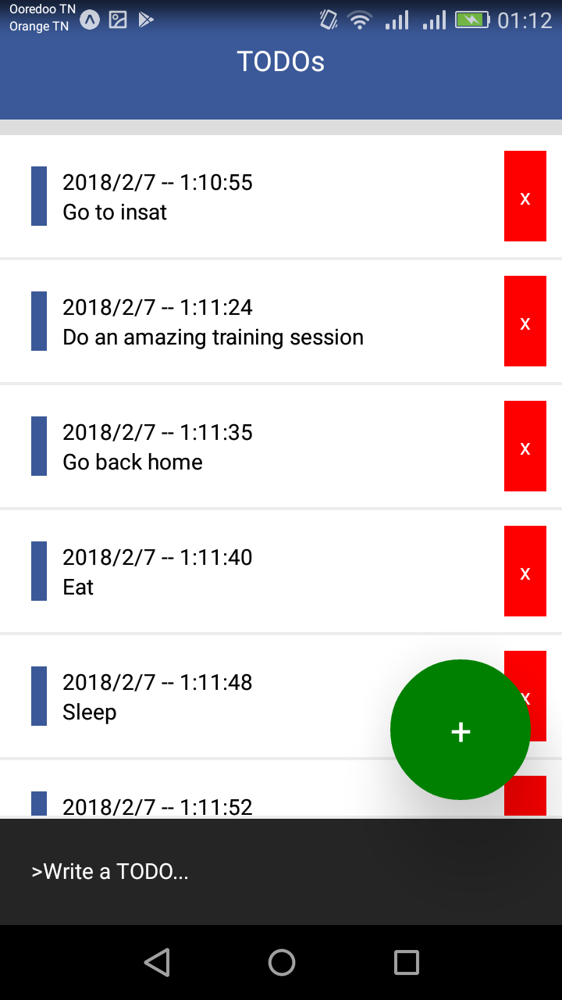 Ooredoo TN
Orange TN
01:12
TODOs
2018/2/7 -- 1:10:55
Go to insat
x
2018/2/7 -- 1:11:24
Do an amazing training session
x
2018/2/7 -- 1:11:35
Go back home
x
2018/2/7 -- 1:11:40
Eat
x
2018/2/7 -- 1:11:48
Sleep
x
+
2018/2/7 -- 1:11:52
>Write a TODO...